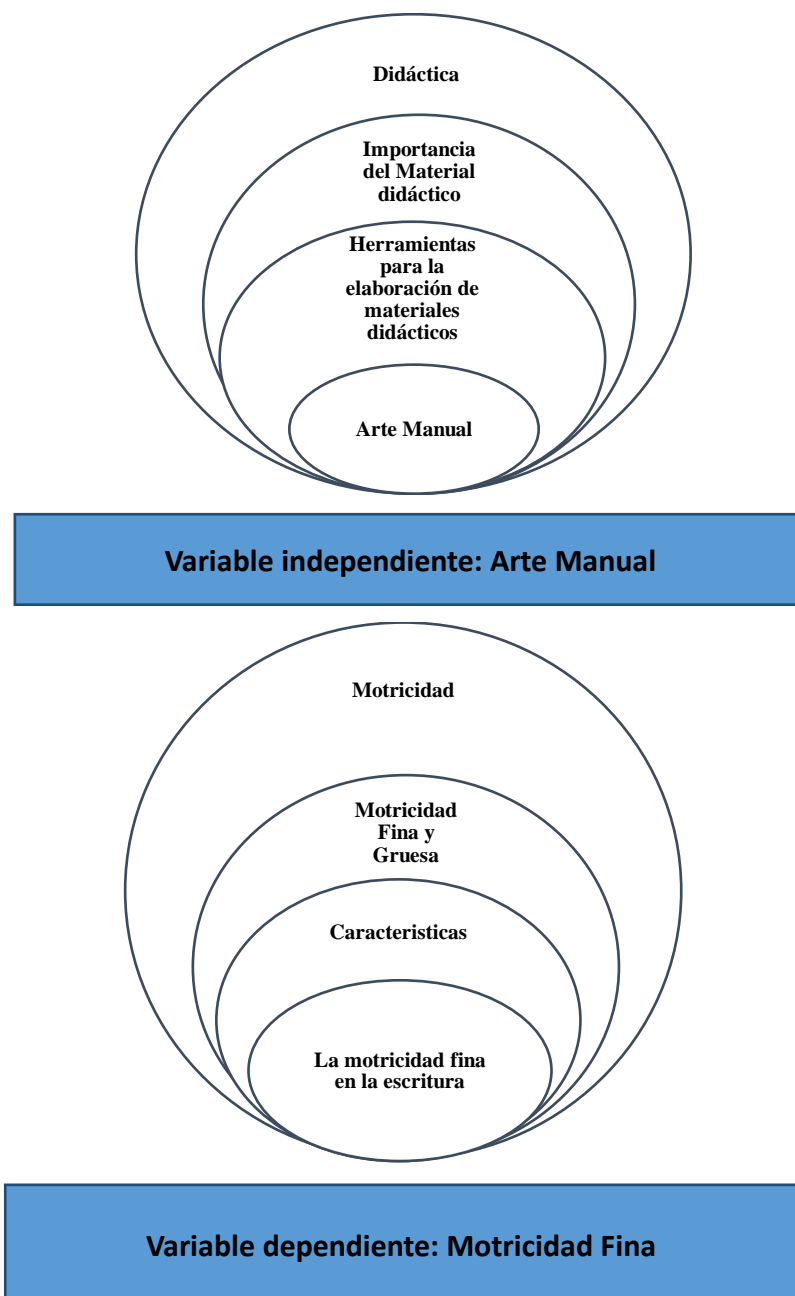 Didáctica
Importancia
del Material
didáctico
Herramientas
para la
elaboración de
materiales
didácticos
Arte Manual
Variable independiente: Arte Manual
Motricidad
Motricidad
Fina y
Gruesa
Caracteristicas
La motricidad fina
en la escritura
Variable dependiente: Motricidad Fina